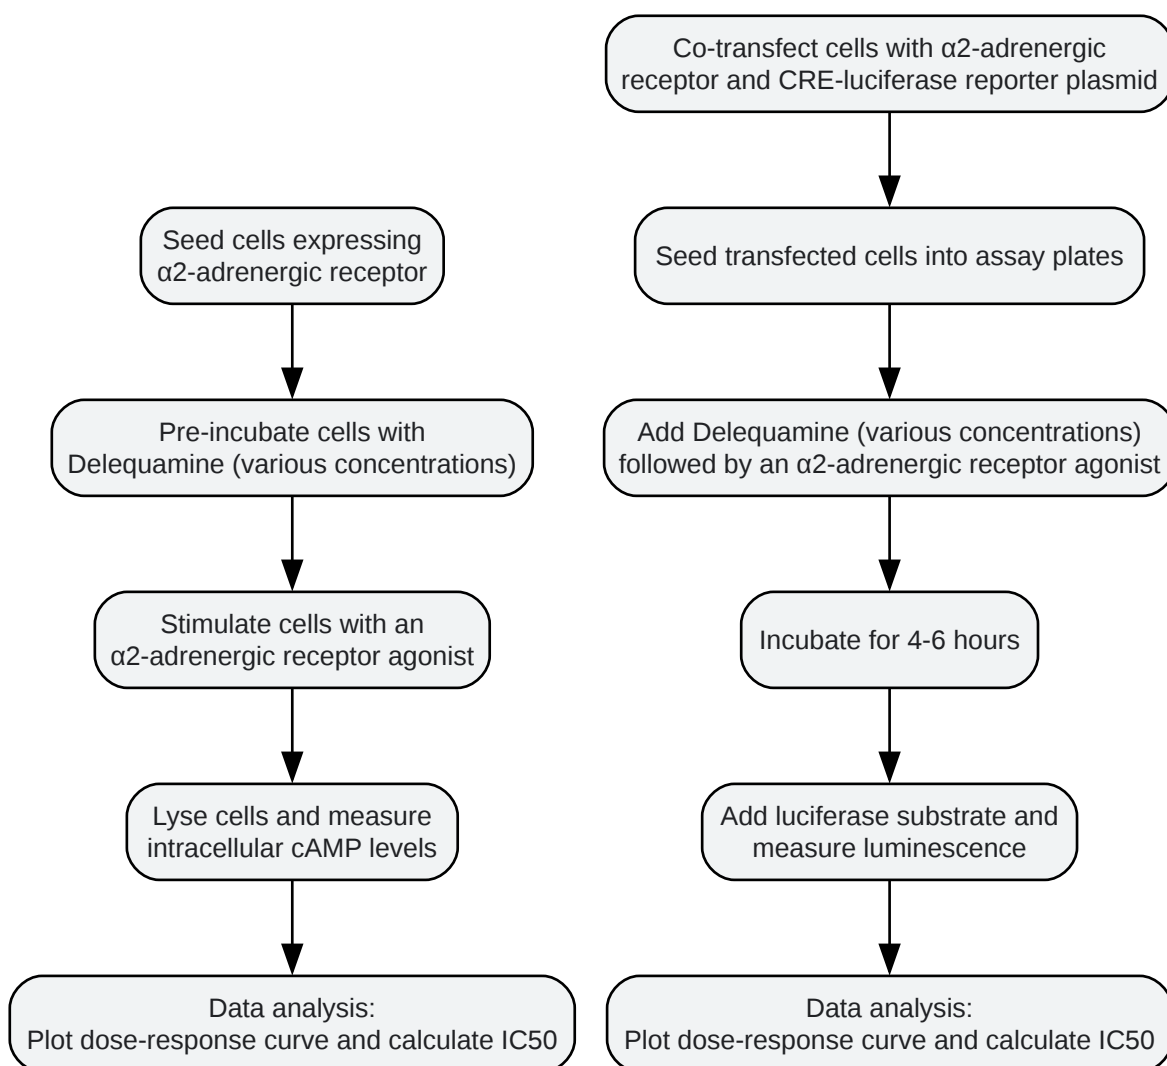 Seed cells expressing
α2-adrenergic receptor
Pre-incubate cells with
Delequamine (various concentrations)
Stimulate cells with an
α2-adrenergic receptor agonist
Lyse cells and measure
intracellular cAMP levels
Data analysis:
Plot dose-response curve and calculate IC50
Co-transfect cells with α2-adrenergic
receptor and CRE-luciferase reporter plasmid
Seed transfected cells into assay plates
Add Delequamine (various concentrations)
followed by an α2-adrenergic receptor agonist
Incubate for 4-6 hours
Add luciferase substrate and
measure luminescence
Data analysis:
Plot dose-response curve and calculate IC50